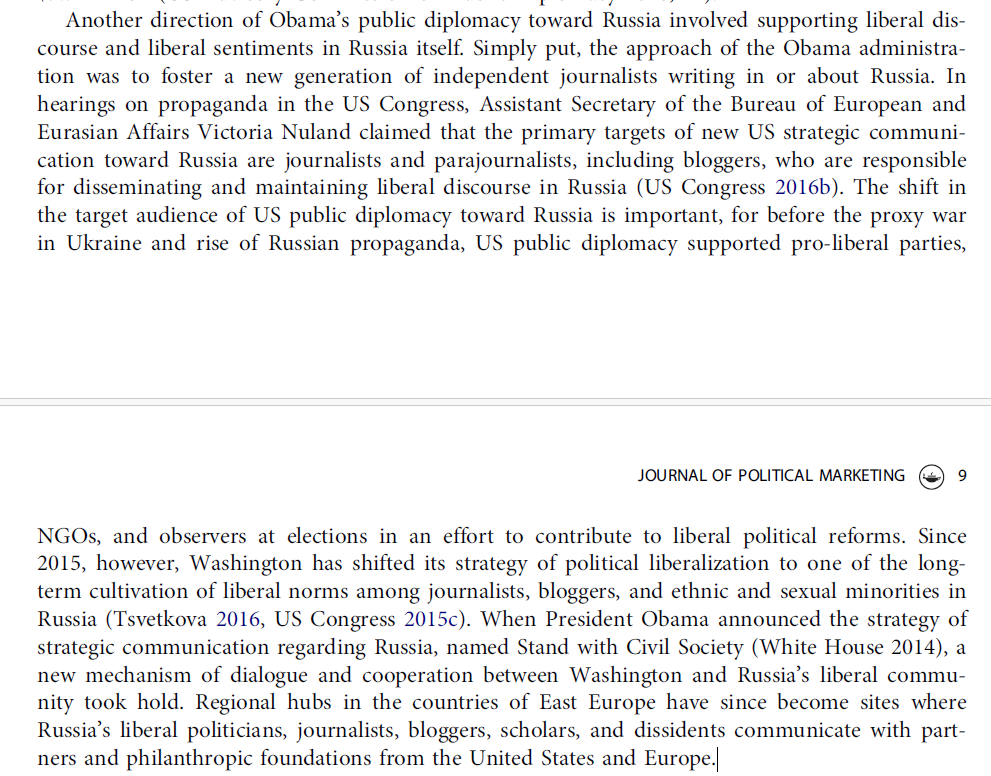 Another direction of Obama's public diplomacy toward Russia involved supporting liberal dis-
course and liberal sentiments in Russia itself. Simply put, the approach of the Obama administra-
tion was to foster a new generation of independent journalists writing in or about Russia. In
hearings on propaganda in the US Congress, Assistant Secretary of the Bureau of European and
Eurasian Affairs Victoria Nuland claimed that the primary targets of new US strategic communi-
cation toward Russia are journalists and parajournalists, including bloggers, who are responsible
for disseminating and maintaining liberal discourse in Russia (US Congress 2016b). The shift in
the target audience of US public diplomacy toward Russia is important, for before the proxy war
in Ukraine and rise of Russian propaganda, US public diplomacy supported pro-liberal parties,
JOURNAL OF POLITICAL MARKETING 9
NGOs, and observers at elections in an effort to contribute to liberal political reforms. Since
2015, however, Washington has shifted its strategy of political liberalization to one of the long-
term cultivation of liberal norms among journalists, bloggers, and ethnic and sexual minorities in
Russia (Tsvetkova 2016, US Congress 2015c). When President Obama announced the strategy of
strategic communication regarding Russia, named Stand with Civil Society (White House 2014), a
new mechanism of dialogue and cooperation between Washington and Russia's liberal commu-
nity took hold. Regional hubs in the countries of East Europe have since become sites where
Russia's liberal politicians, journalists, bloggers, scholars, and dissidents communicate with part-
ners and philanthropic foundations from the United States and Europe.